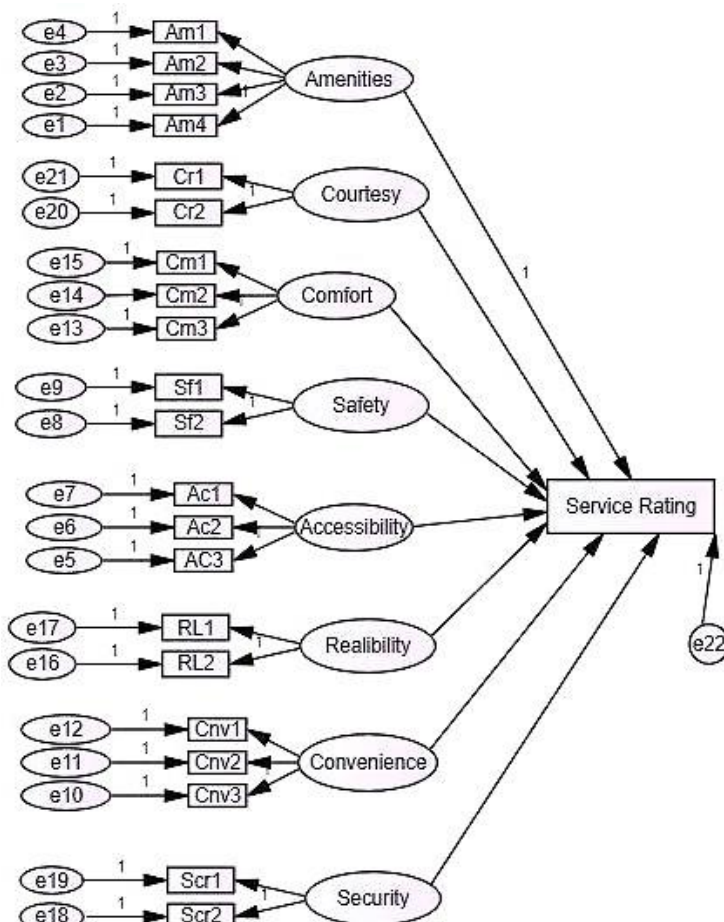 e4 1 Am1
e3 1 Am2 Amenities
e2 1 Am3 1
e1 1 Am4
e21 1 Cr1 Courtesy
e20 1 Cr2 1
e15 1 Cm1
e14 Cm2 Comfort 1
e13 1 Cm3
e9 1 Sf1 Safety
e8 1 Sf2 1
e7 1 Ac1
e6 1 Ac2 Accessibility Service Rating
e5 1 AC3 1
1
e22
e17 1 RL1 Realibility
e16 1 RL2 1
e12 1 Cnv1
e11 1 Cnv2 Convenience
e10 1 Cnv3 1
e19 1 Scr1 Security
e18 1 Scr2 1